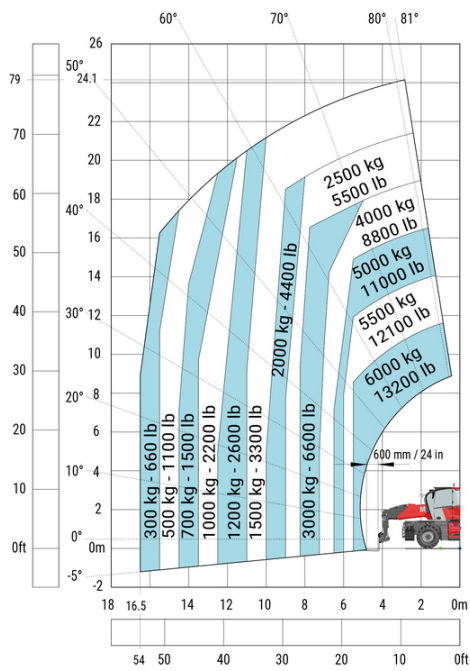 60°
70°
80°
81°
26
50°
79
24.1
22
70
20
2500 kg
5500 lb
60
18
4000 kg
8800 lb
40°
16
50
5000 kg
11000 lb
14
40
30°
12
5500 kg
12100 lb
2000 kg - 4400 lb
10
30
6000 kg
13200 lb
20°
8
20
6
600 mm / 24 in
10°
4
10
2
300 kg - 660 lb
500 kg - 1100 lb
700 kg - 1500 lb
1000 kg - 2200 lb
1200 kg - 2600 lb
1500 kg - 3300 lb
3000 kg - 6600 lb
0°
0ft
0m
-5°
-2
18 16.5 14 12 10 8 6 4 2 0m
54 50 40 30 20 10 0ft